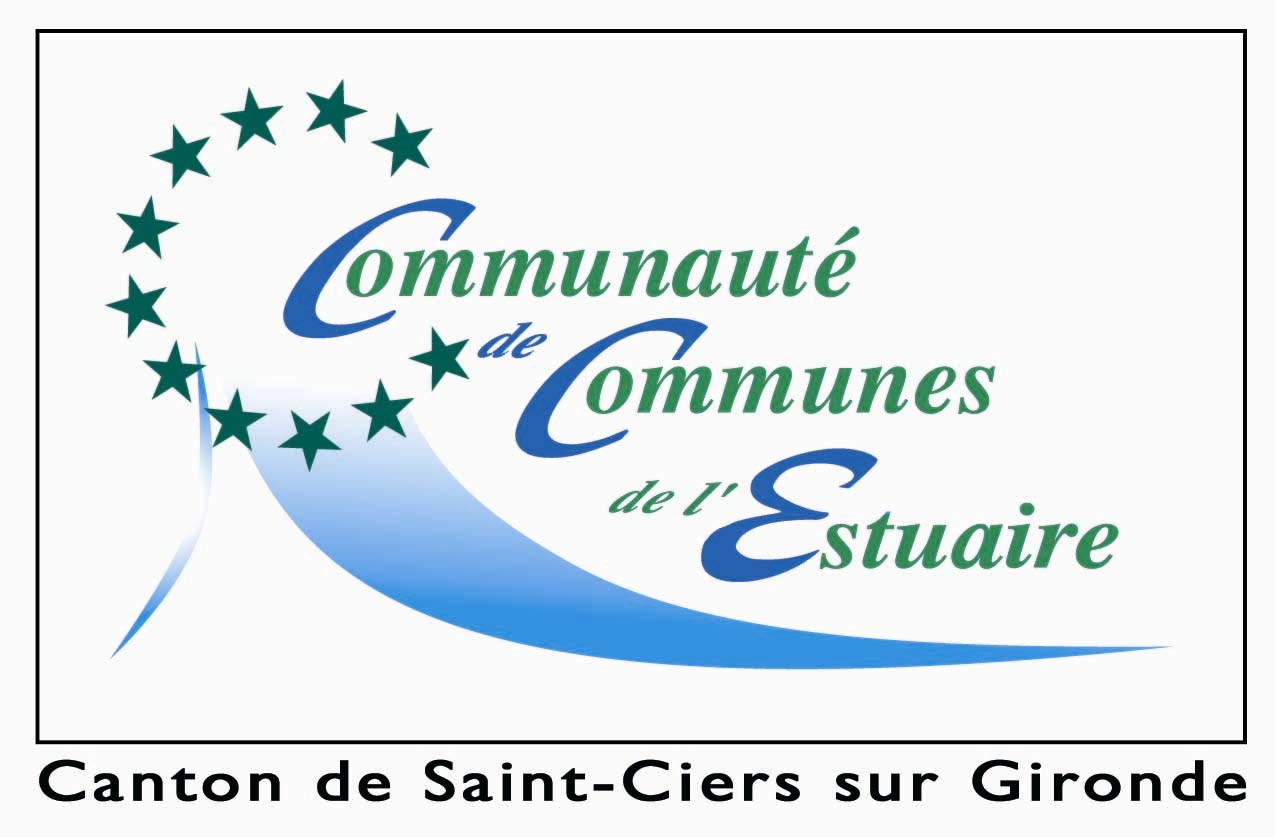 Communauté
de Communes
de l'Estuaire
Canton de Saint-Ciers sur Gironde